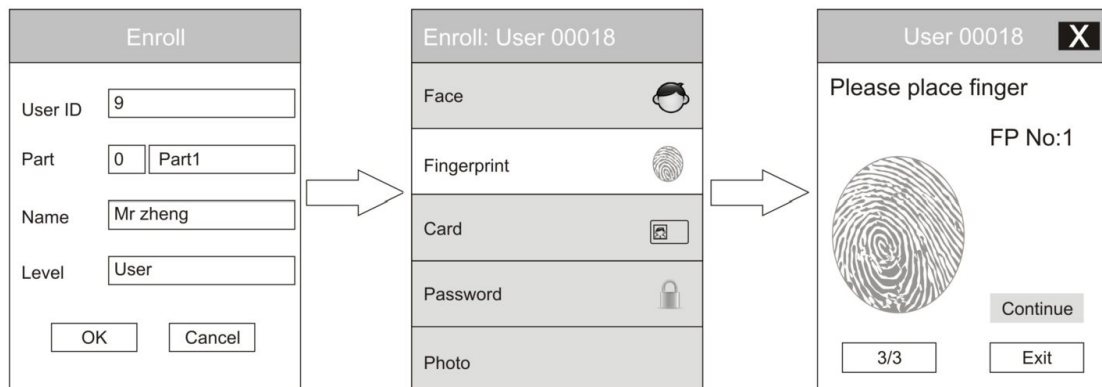 Enroll
User ID 9
Part 0 Part1
Name Mr zheng
Level User
OK Cancel
Enroll: User 00018
Face
Fingerprint
Card
Password
Photo
User 00018 X
Please place finger
FP No:1
Continue
3/3 Exit